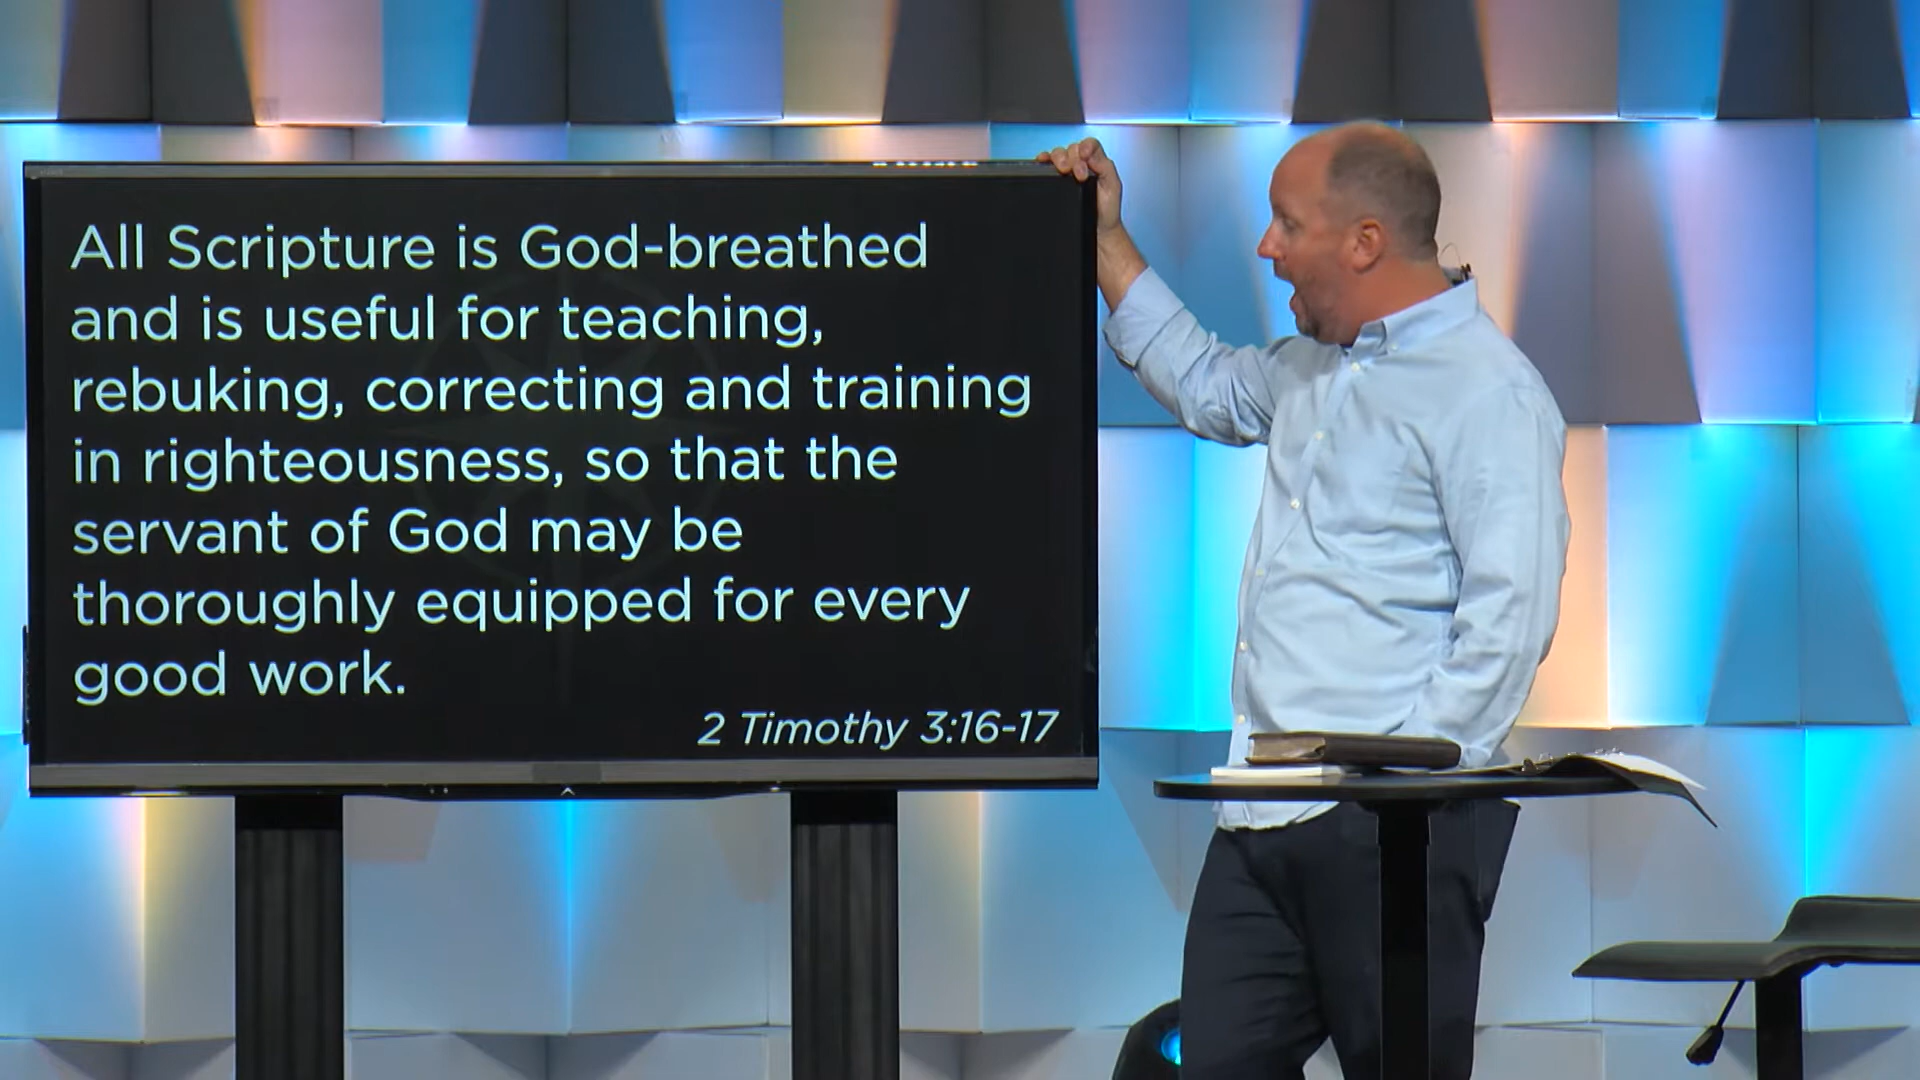 All Scripture is God-breathed
and is useful for teaching,
rebuking, correcting and training
in righteousness, so that the
servant of God may be
thoroughly equipped for every
good work.
2 Timothy 3:16-17